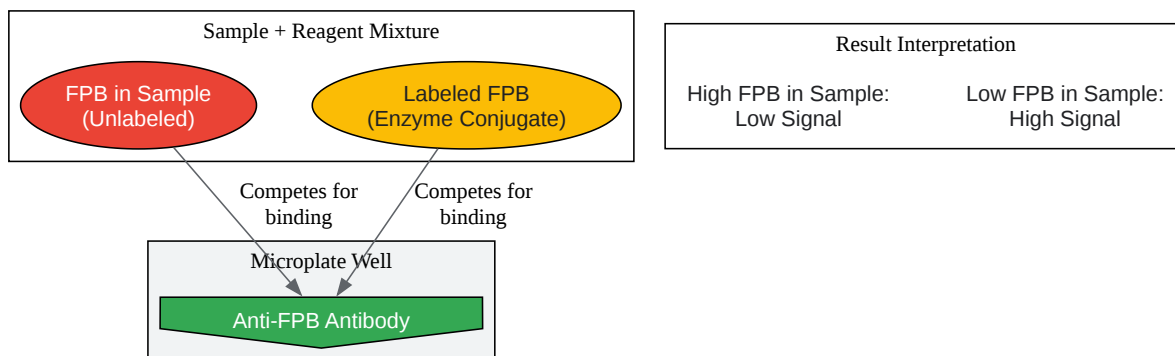 Sample + Reagent Mixture
FPB in Sample
(Unlabeled)
Labeled FPB
(Enzyme Conjugate)
Competes for
binding
Competes for
binding
Microplate Well
Anti-FPB Antibody
Result Interpretation
High FPB in Sample:
Low Signal
Low FPB in Sample:
High Signal